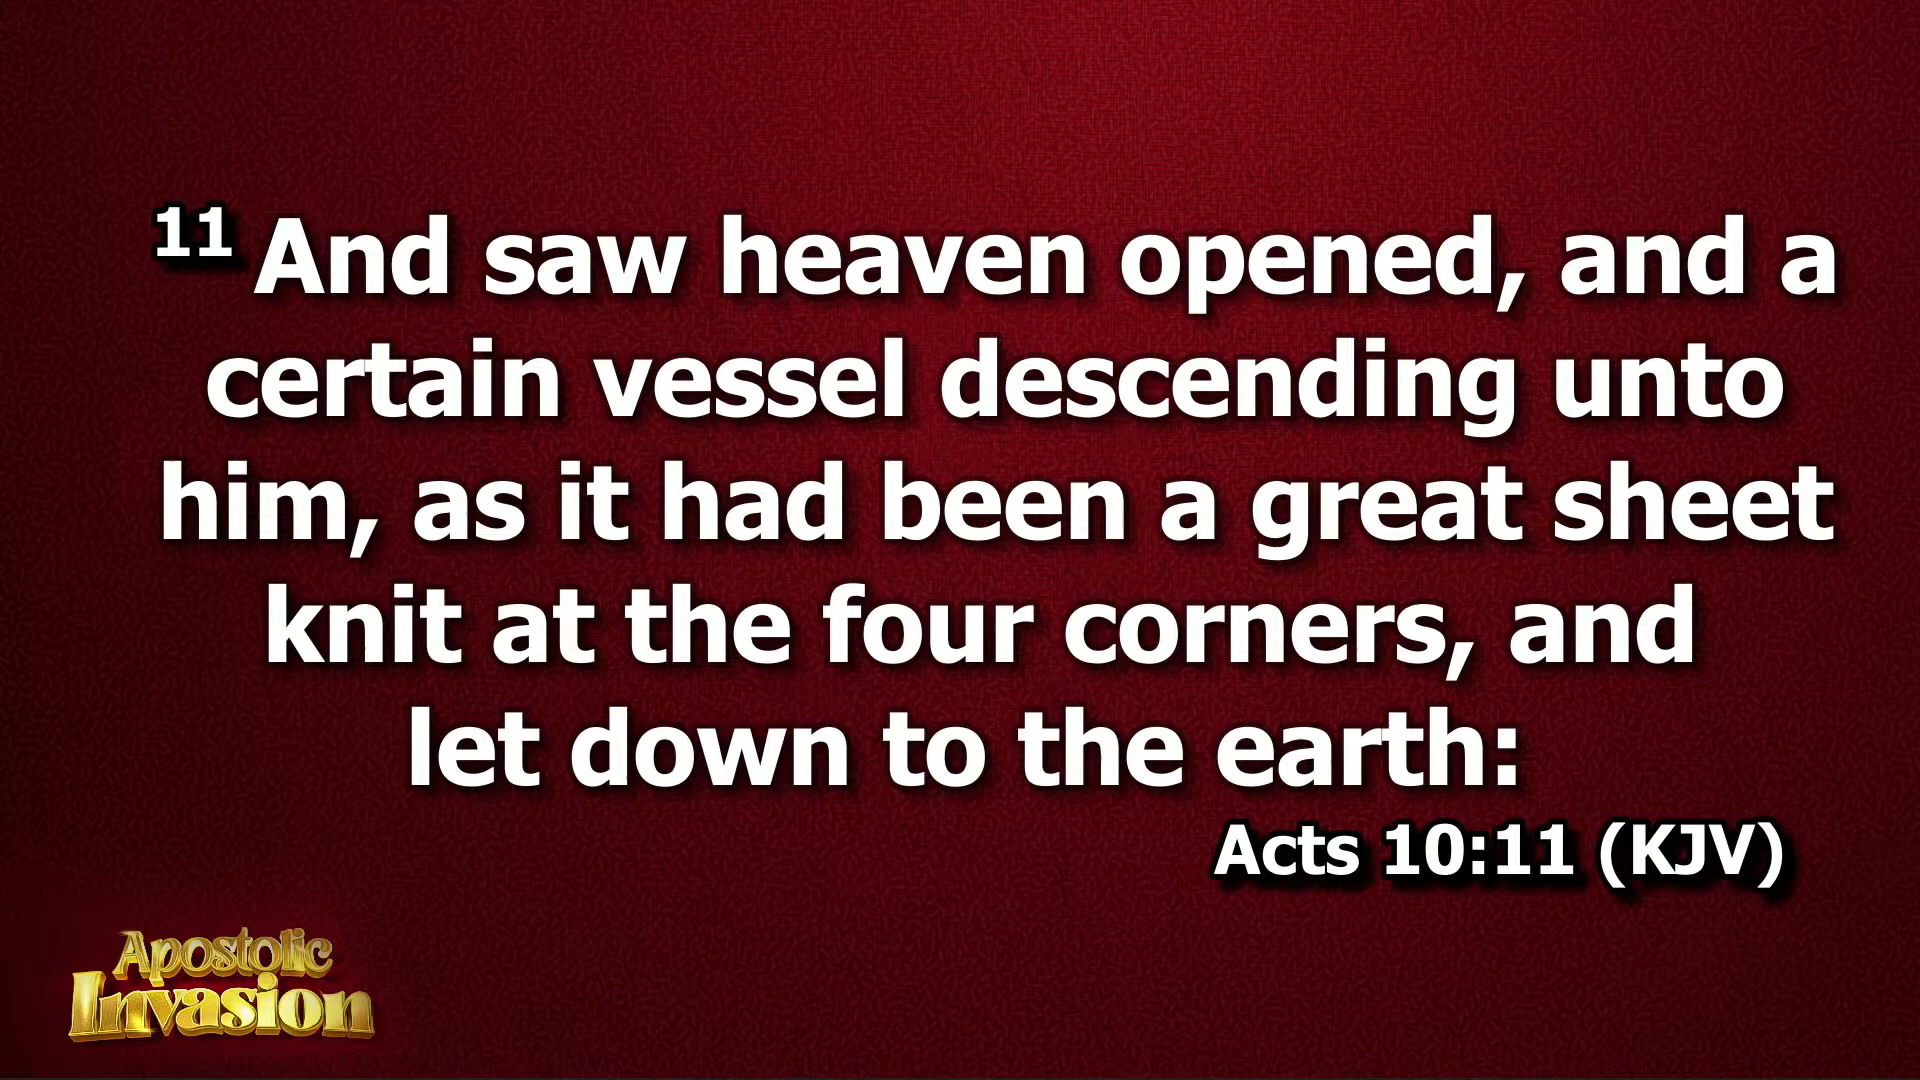 11 And saw heaven opened, and a
certain vessel descending unto
him, as it had been a great sheet
knit at the four corners, and
let down to the earth:
Acts 10:11 (KJV)
Apostolic
Invasion